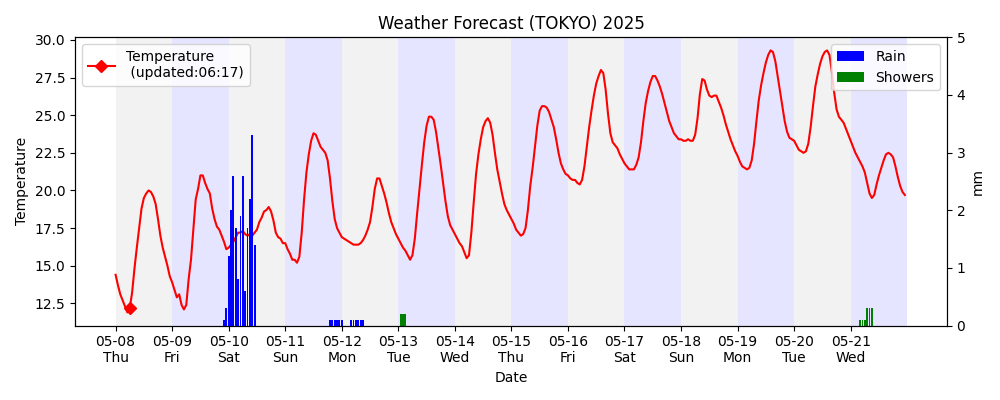 Weather Forecast (TOKYO) 2025
Temperature
(updated:06:17)
Rain
Showers
Temperature
30.0
27.5
25.0
22.5
20.0
17.5
15.0
12.5
mm
5
4
3
2
1
0
05-08 05-09 05-10 05-11 05-12 05-13 05-14 05-15 05-16 05-17 05-18 05-19 05-20 05-21
Thu Fri Sat Sun Mon Tue Wed Thu Fri Sat Sun Mon Tue Wed
Date